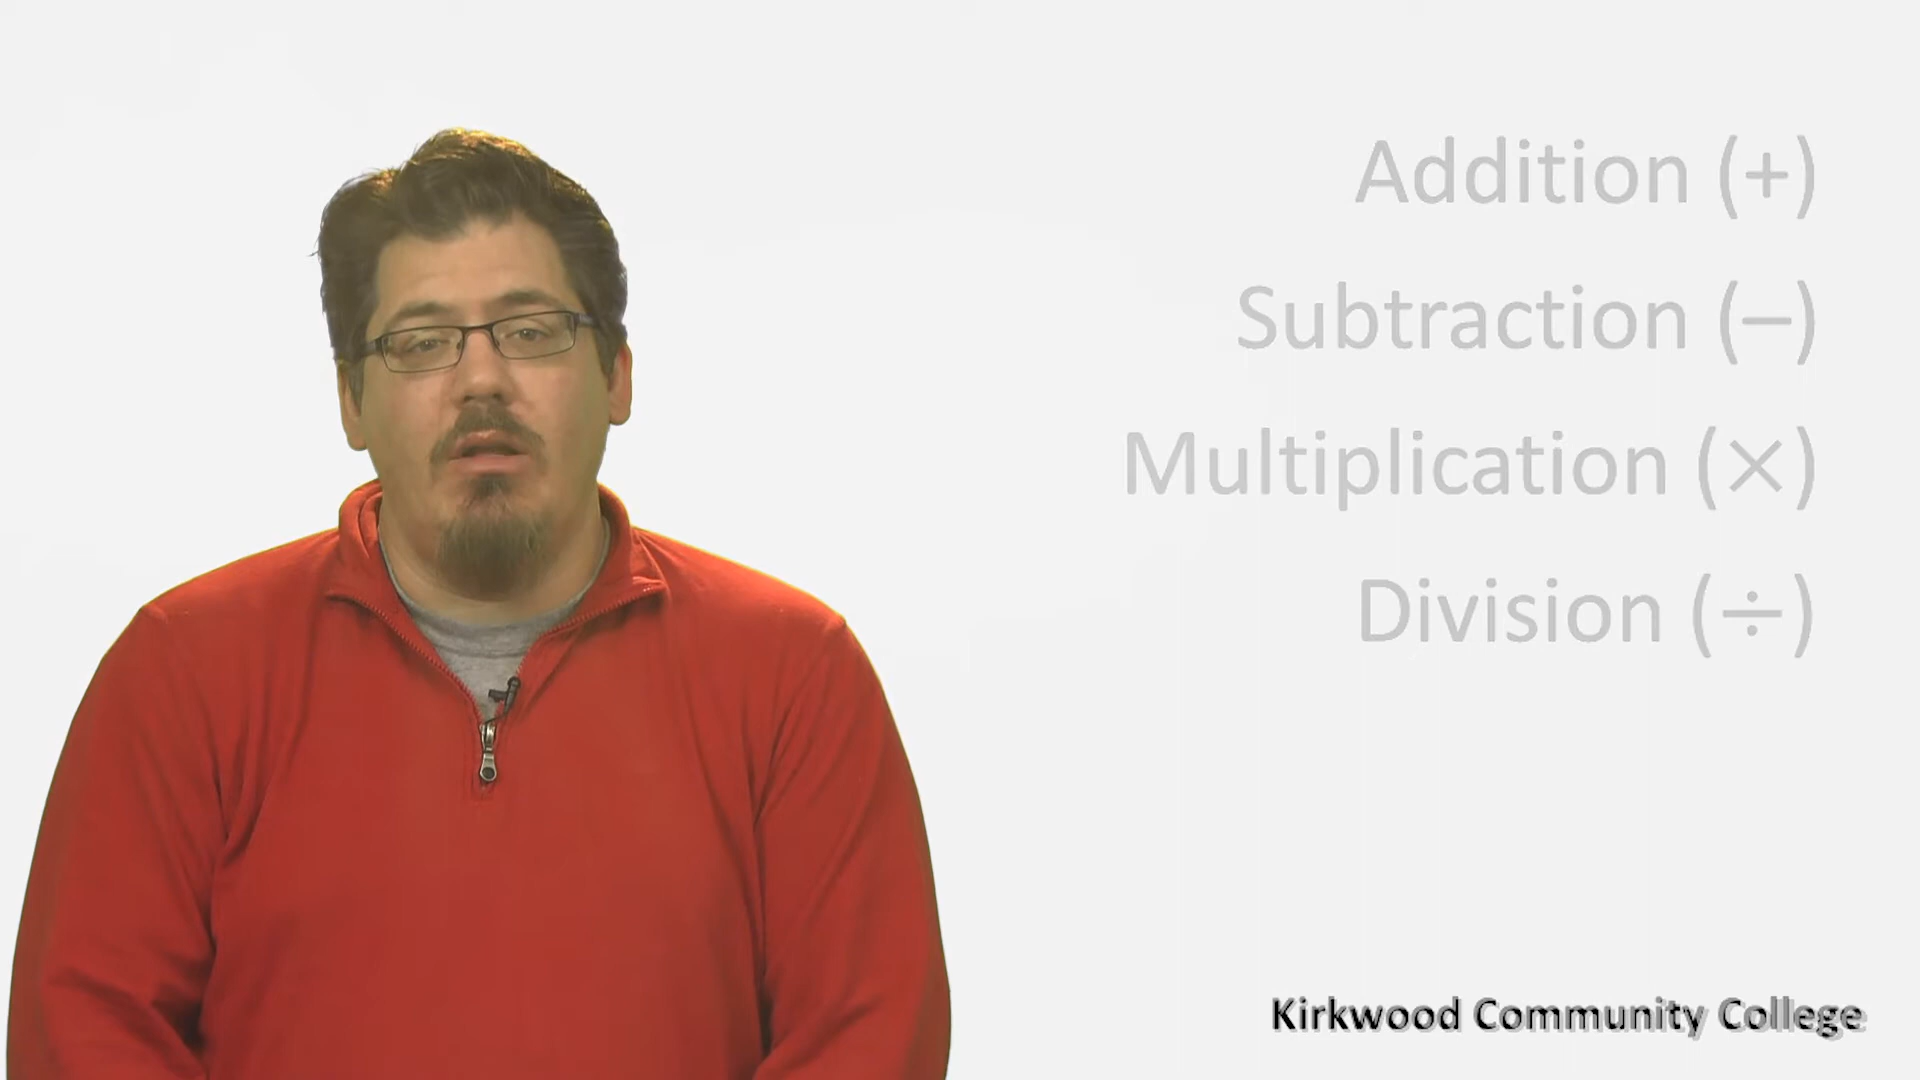 Addition (+)
Subtraction (−)
Multiplication (×)
Division (÷)
Kirkwood Community College